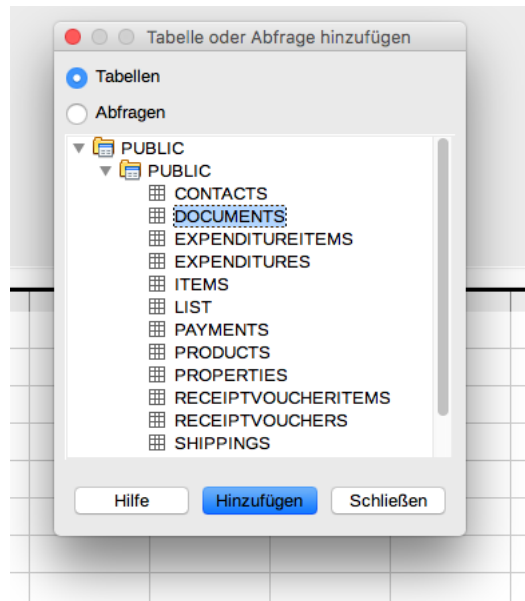 Tabelle oder Abfrage hinzufügen
Tabellen
Abfragen
PUBLIC
PUBLIC
CONTACTS
DOCUMENTS
EXPENDITUREITEMS
EXPENDITURES
ITEMS
LIST
PAYMENTS
PRODUCTS
PROPERTIES
RECEIPTVOUCHERITEMS
RECEIPTVOUCHERS
SHIPPINGS
Hilfe Hinzufügen Schließen